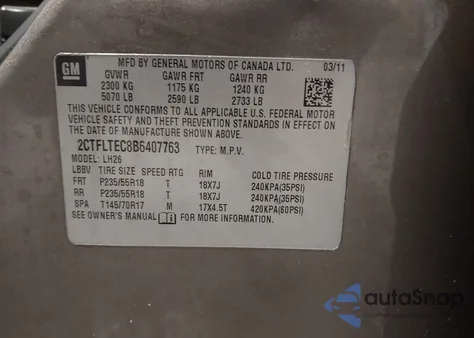 GM
MFD BY GENERAL MOTORS OF CANADA LTD. 03/11
GVWR GAWR FRT GAWR RR
2300 KG 1175 KG 1240 KG
5070 LB 2590 LB 2733 LB
THIS VEHICLE CONFORMS TO ALL APPLICABLE U.S. FEDERAL MOTOR
VEHICLE SAFETY AND THEFT PREVENTION STANDARDS IN EFFECT ON
THE DATE OF MANUFACTURE SHOWN ABOVE.
2CTFLTEC8B6407763 TYPE: M.P.V.
MODEL: LH26
LBBV TIRE SIZE SPEED RTG RIM COLD TIRE PRESSURE
FRT P235/55R18 T 18X7J 240KPA(35PSI)
RR P235/55R18 T 18X7J 240KPA(35PSI)
SPA T145/70R17 M 17X4.5T 420KPA(60PSI)
SEE OWNER'S MANUAL i FOR MORE INFORMATION.
autoSnap